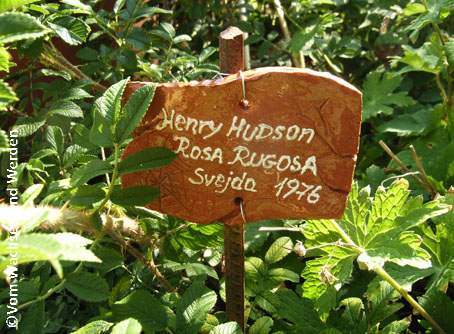 Henry Hudson
Rosa Rugosa
Svejda 1976
©Vom Wachsen und Werden